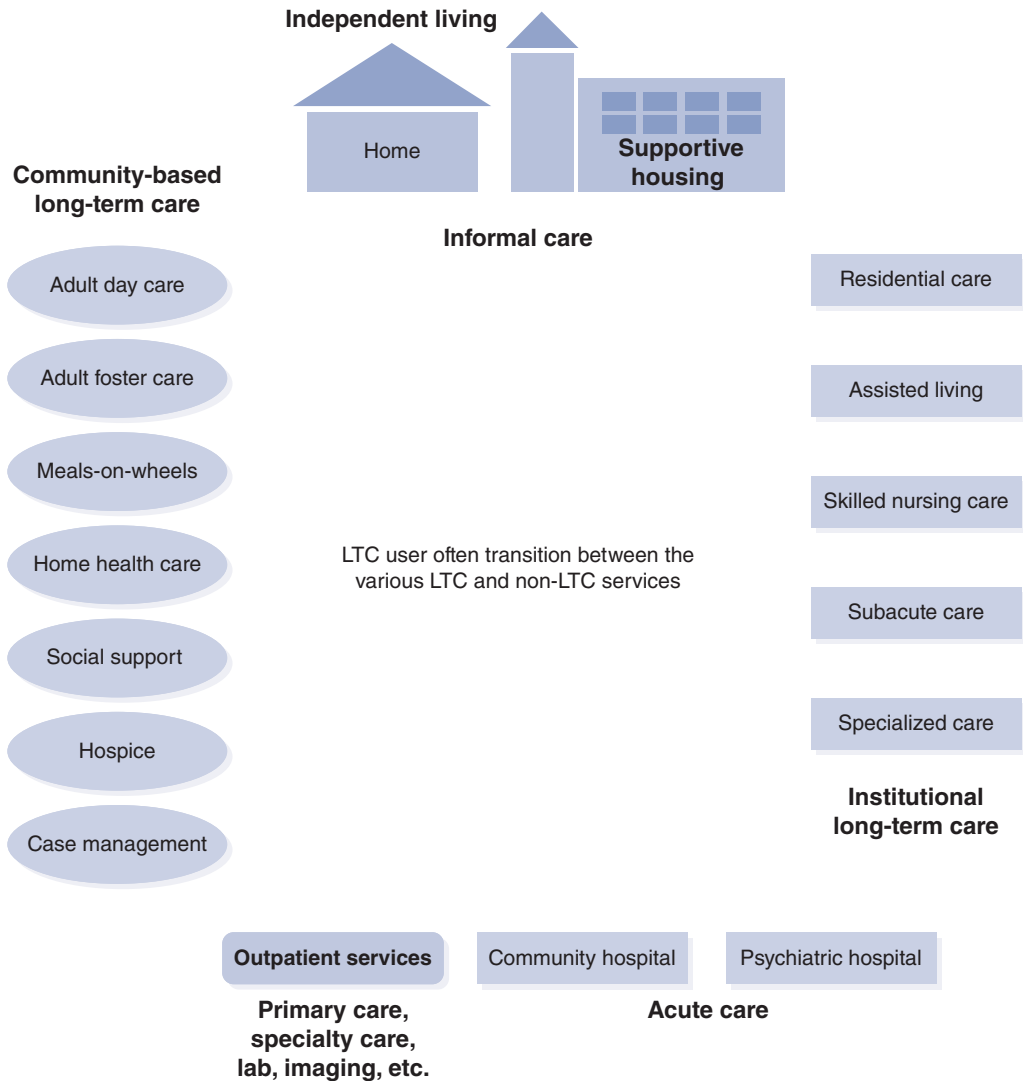 Independent living
Home
Supportive
housing
Informal care
Community-based
long-term care
Adult day care
Adult foster care
Meals-on-wheels
Home health care
Social support
Hospice
Case management
LTC user often transition between the
various LTC and non-LTC services
Residential care
Assisted living
Skilled nursing care
Subacute care
Specialized care
Institutional
long-term care
Outpatient services
Primary care,
specialty care,
lab, imaging, etc.
Community hospital
Psychiatric hospital
Acute care